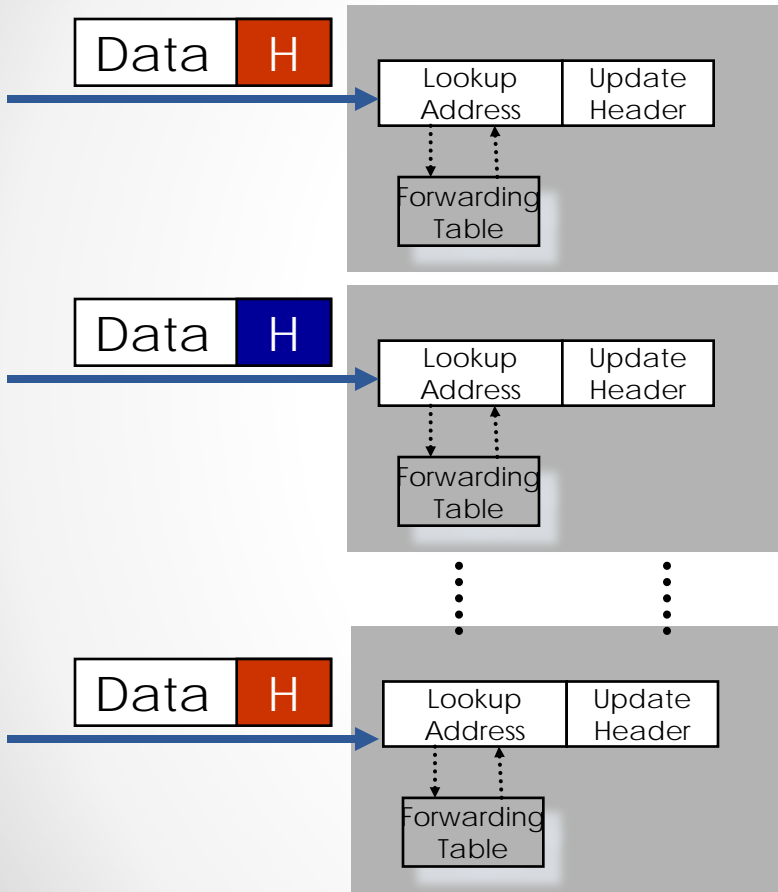 Data H
Lookup Address
Update Header
Forwarding
Table
Data H
Lookup Address
Update Header
Forwarding
Table
Data H
Lookup Address
Update Header
Forwarding
Table